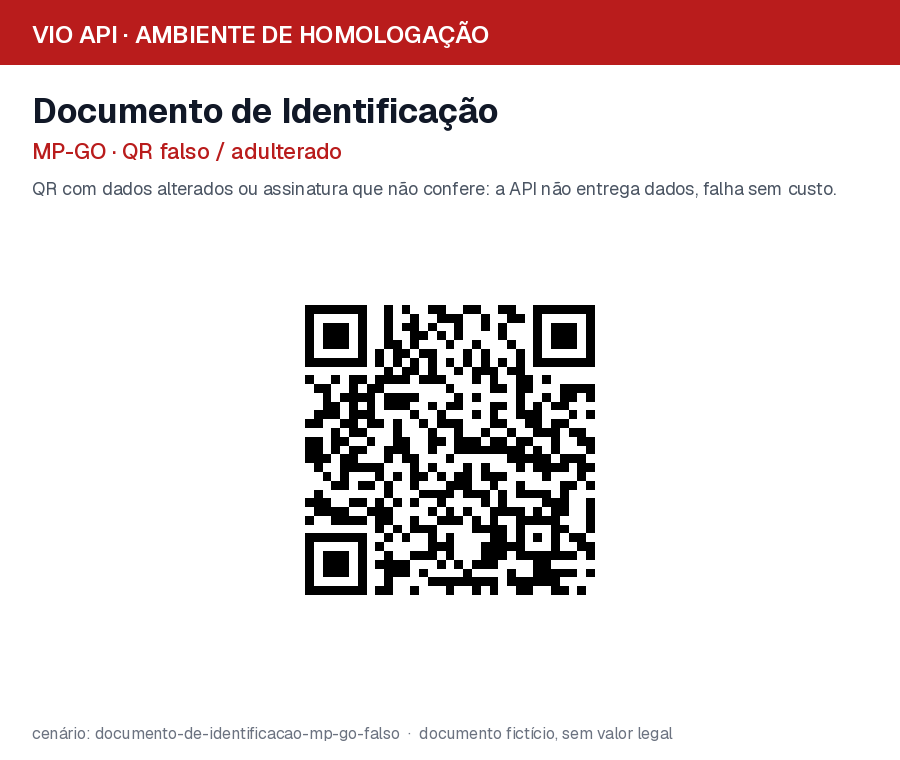 VIO API · AMBIENTE DE HOMOLOGAÇÃO
Documento de Identificação
MP-GO · QR falso / adulterado
QR com dados alterados ou assinatura que não confere: a API não entrega dados, falha sem custo.
cenário: documento-de-identificacao-mp-go-falso · documento fictício, sem valor legal